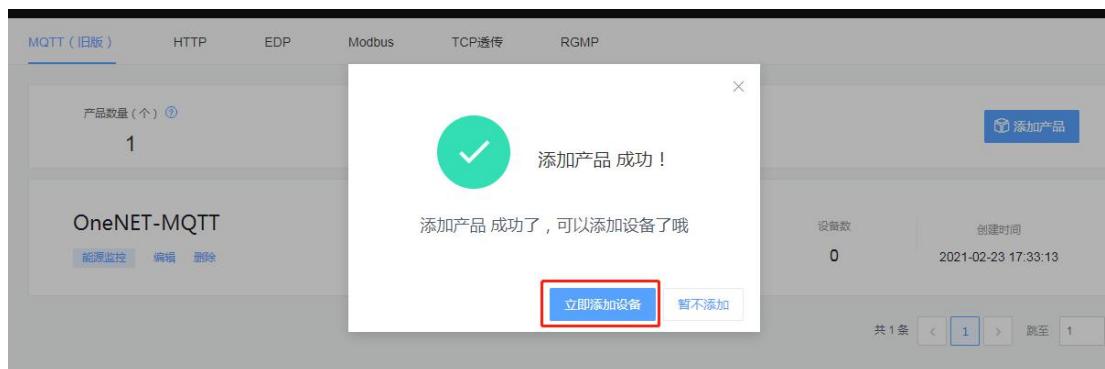 MQTT（旧版） HTTP EDP Modbus TCP透传 RGMP
产品数量（个）
1
添加产品
添加产品 成功！
添加产品 成功了，可以添加设备了哦
立即添加设备 暂不添加
OneNET-MQTT
能源监控 编辑 删除
设备数 创建时间
0 2021-02-23 17:33:13
共1条 < 1 > 跳至 1